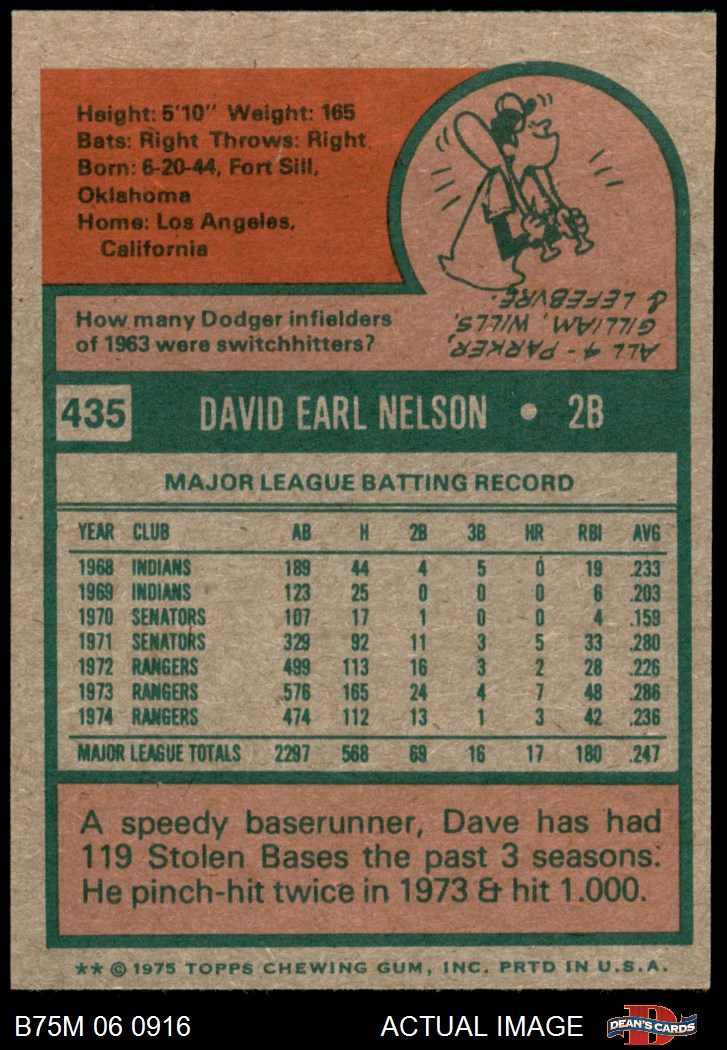 Height: 5'10" Weight: 165
Bats: Right Throws: Right
Born: 6-20-44, Fort Sill,
Oklahoma
Home: Los Angeles,
California
How many Dodger infielders
of 1963 were switchhitters?
ALL 4 - PARKER,
GILLIAM, WILLS,
& LEFEBVRE.
435 DAVID EARL NELSON • 2B
MAJOR LEAGUE BATTING RECORD
YEAR CLUB AB H 2B 3B HR RBI AVG
1968 INDIANS 189 44 4 5 0 19 .233
1969 INDIANS 123 25 0 0 0 6 .203
1970 SENATORS 107 17 1 0 0 4 .159
1971 SENATORS 329 92 11 3 5 33 .280
1972 RANGERS 499 113 16 3 2 28 .226
1973 RANGERS 576 165 24 4 7 48 .286
1974 RANGERS 474 112 13 1 3 42 .236
MAJOR LEAGUE TOTALS 2297 568 69 16 17 180 .247
A speedy baserunner, Dave has had
119 Stolen Bases the past 3 seasons.
He pinch-hit twice in 1973 & hit 1.000.
** © 1975 TOPPS CHEWING GUM, INC. PRTD IN U.S.A.
B75M 06 0916 ACTUAL IMAGE D DEAN'S CARDS